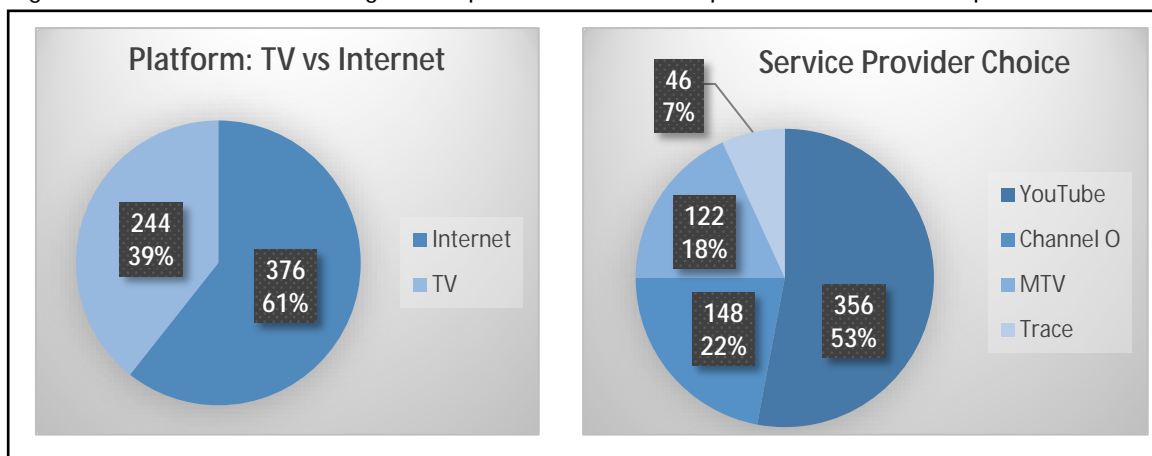 Platform: TV vs Internet
244
39%
376
61%
Internet
TV
Service Provider Choice
46
7%
122
18%
148
22%
356
53%
YouTube
Channel O
MTV
Trace